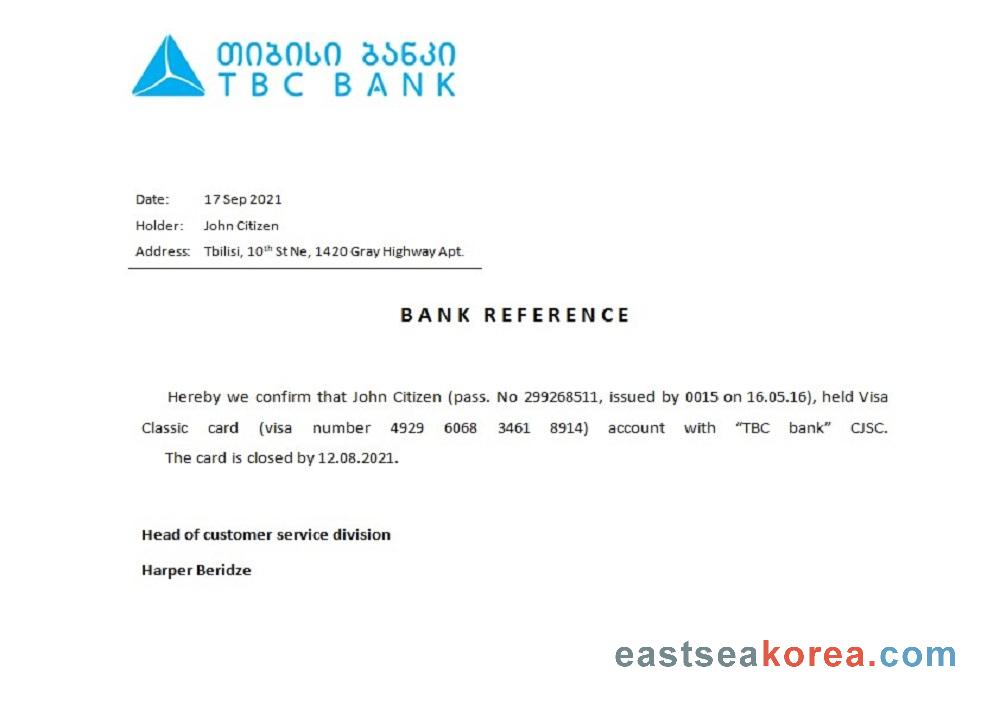 თიბისი ბანკი
TBC BANK
Date: 17 Sep 2021
Holder: John Citizen
Address: Tbilisi, 10th St Ne, 1420 Gray Highway Apt.
BANK REFERENCE
Hereby we confirm that John Citizen (pass. No 299268511, issued by 0015 on 16.05.16), held Visa
Classic card (visa number 4929 6068 3461 8914) account with “TBC bank” CJSC.
The card is closed by 12.08.2021.
Head of customer service division
Harper Beridze
eastseakorea.com